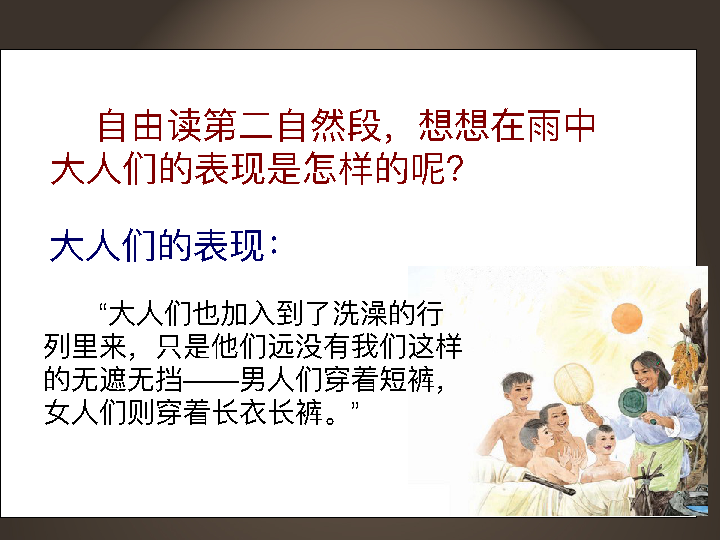 自由读第二自然段，想想在雨中
大人们的表现是怎样的呢?
大人们的表现：
“大人们也加入到了洗澡的行
列里来，只是他们远没有我们这样
的无遮无挡——男人们穿着短裤，
女人们则穿着长衣长裤。”